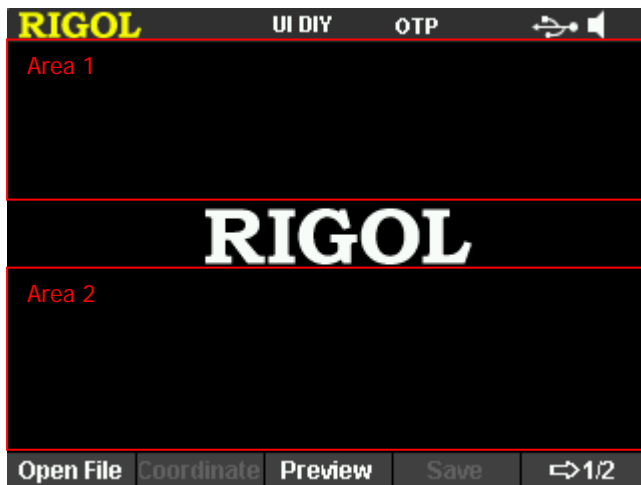 RIGOL UI DIY OTP
Area 1
RIGOL
Area 2
Open File Coordinate Preview Save ⇨1/2